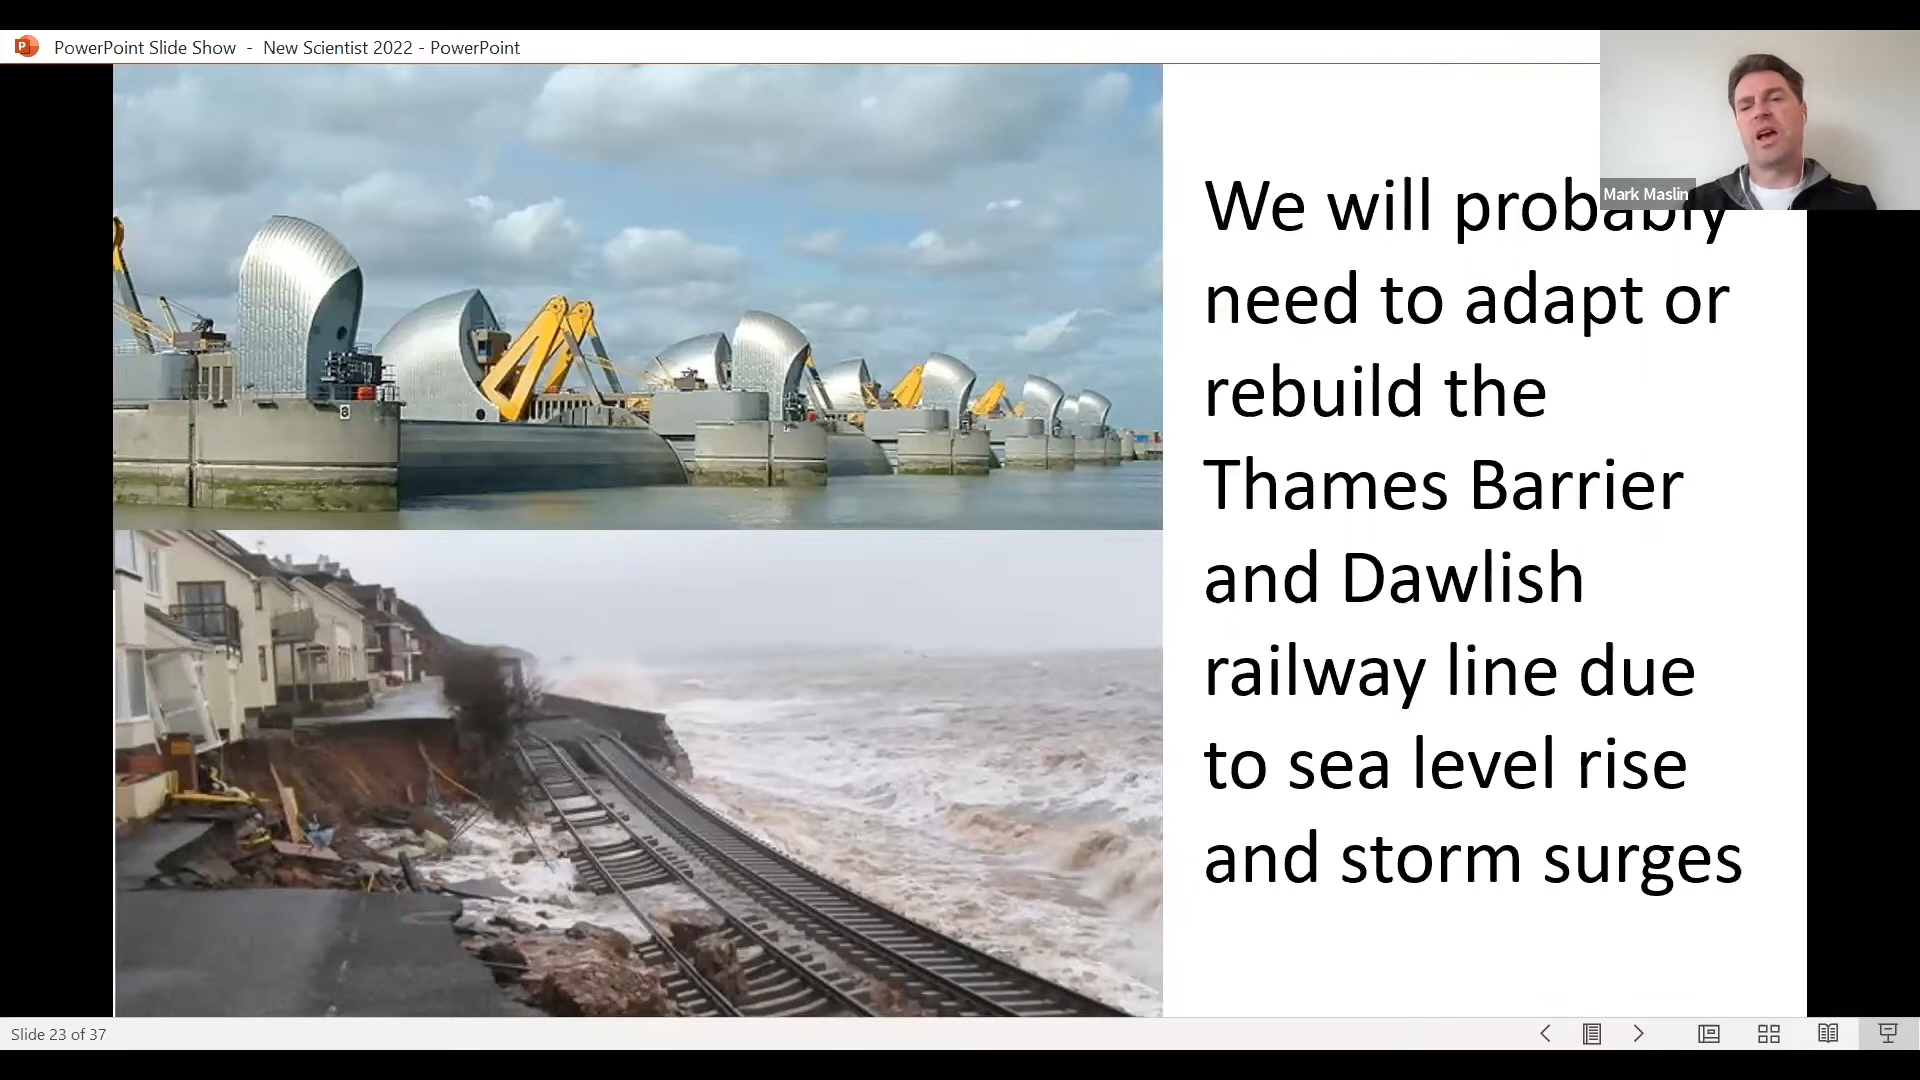 PowerPoint Slide Show - New Scientist 2022 - PowerPoint
Mark Maslin
We will probably
need to adapt or
rebuild the
Thames Barrier
and Dawlish
railway line due
to sea level rise
and storm surges
8
Slide 23 of 37